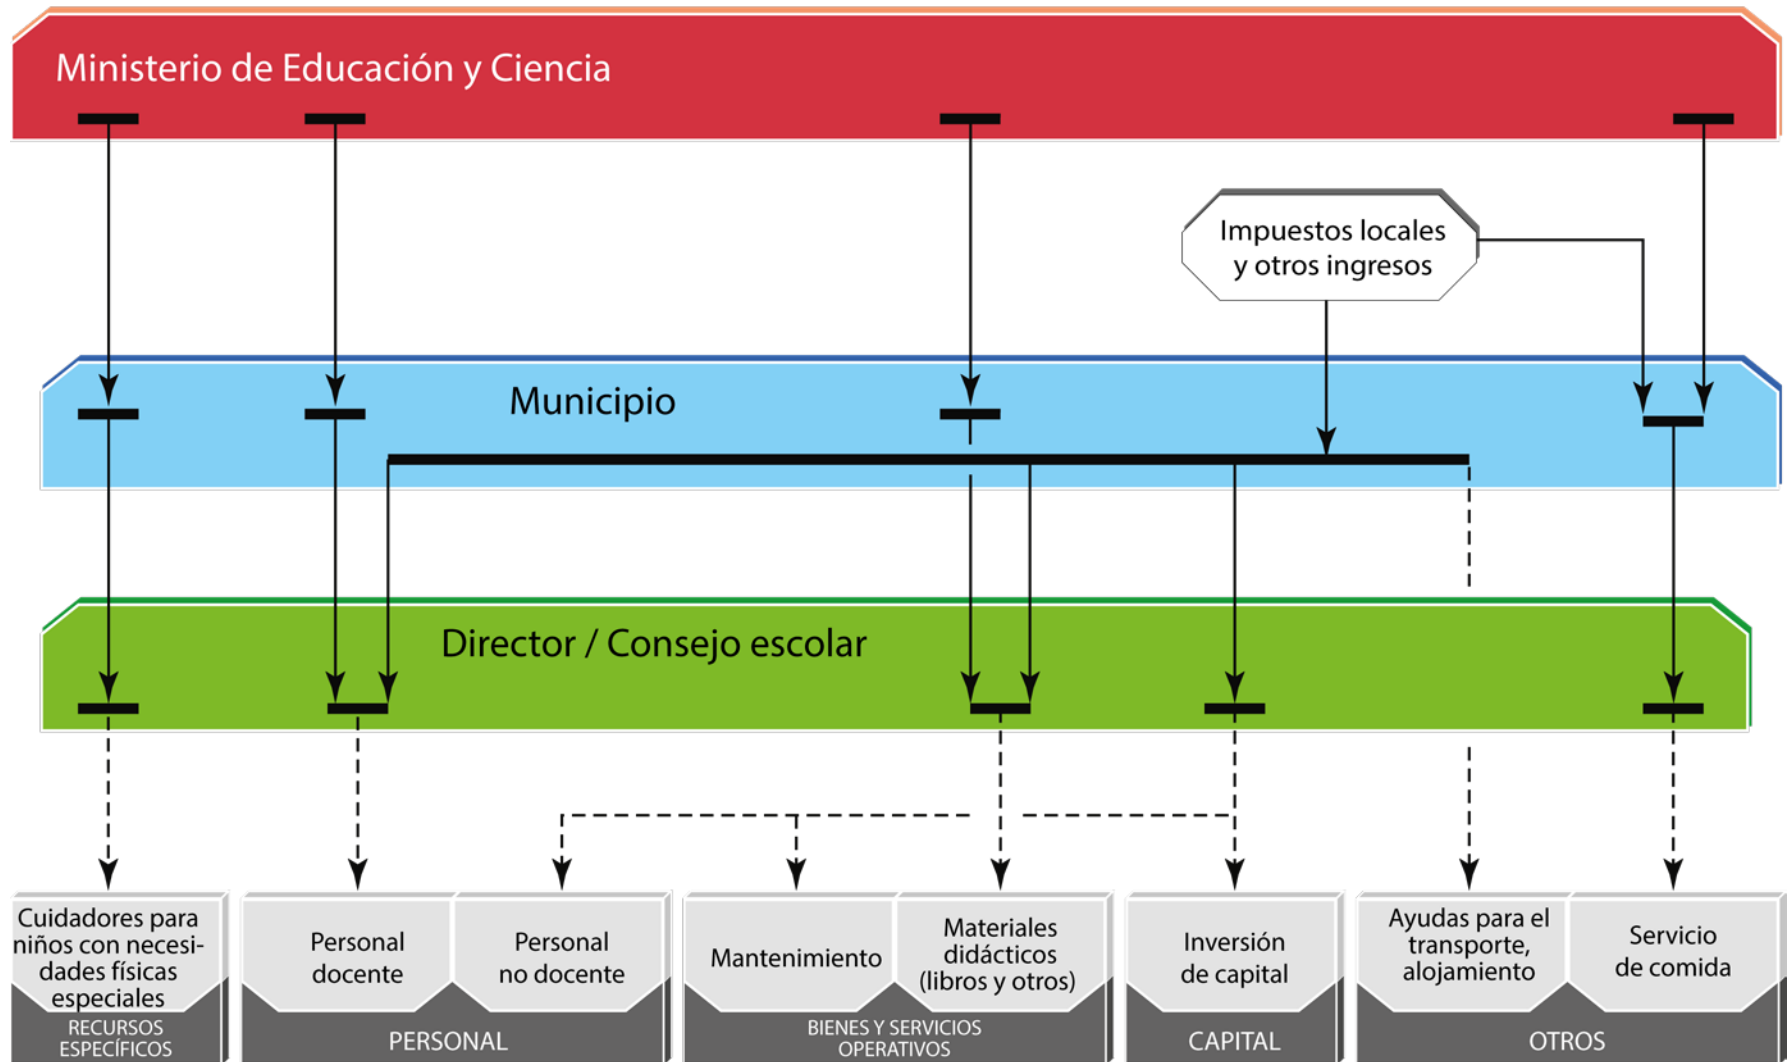 Ministerio de Educación y Ciencia
Impuestos locales
y otros ingresos
Municipio
Director / Consejo escolar
Cuidadores para
niños con necesi-
dades físicas
especiales
Personal
docente
Personal
no docente
Mantenimiento
Materiales
didácticos
(libros y otros)
Inversión
de capital
Ayudas para el
transporte,
alojamiento
Servicio
de comida
RECURSOS
ESPECÍFICOS
PERSONAL
BIENES Y SERVICIOS
OPERATIVOS
CAPITAL
OTROS